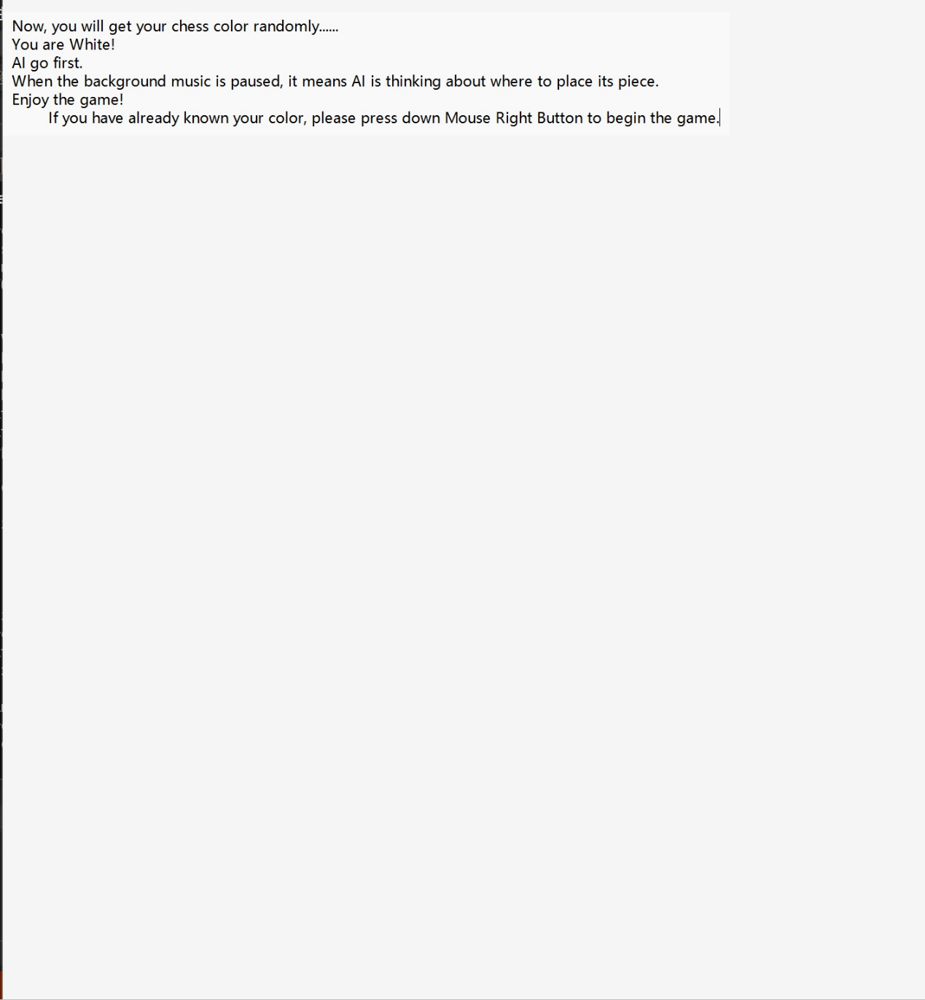 Now, you will get your chess color randomly......
You are White!
AI go first.
When the background music is paused, it means AI is thinking about where to place its piece.
Enjoy the game!
If you have already known your color, please press down Mouse Right Button to begin the game.